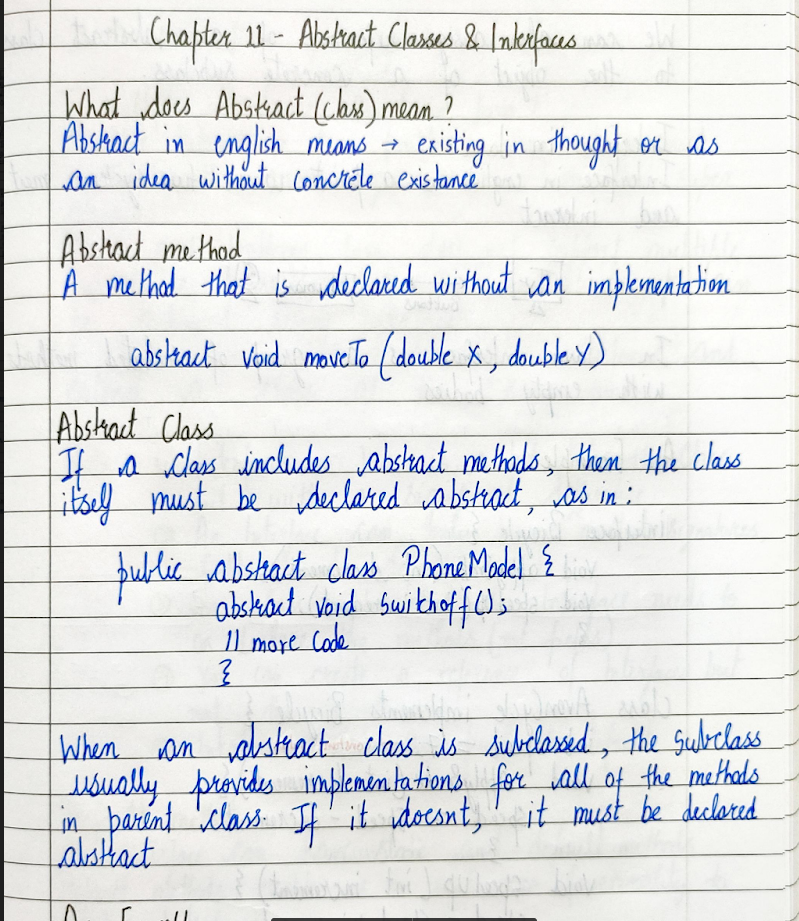 Chapter 11 - Abstract Classes & Interfaces
What does Abstract (class) mean?
Abstract in english means → existing in thought or as
an idea without concrete existance
Abstract method
A method that is declared without an implementation
abstract void moveTo (double X, double Y)
Abstract Class
If a class includes abstract methods, then the class
itself must be declared abstract, as in:
public abstract class PhoneModel {
abstract void switchoff();
// more code
}
When an abstract class is subclassed, the subclass
usually provides implementations for all of the methods
in parent class. If it doesnt, it must be declared
abstract